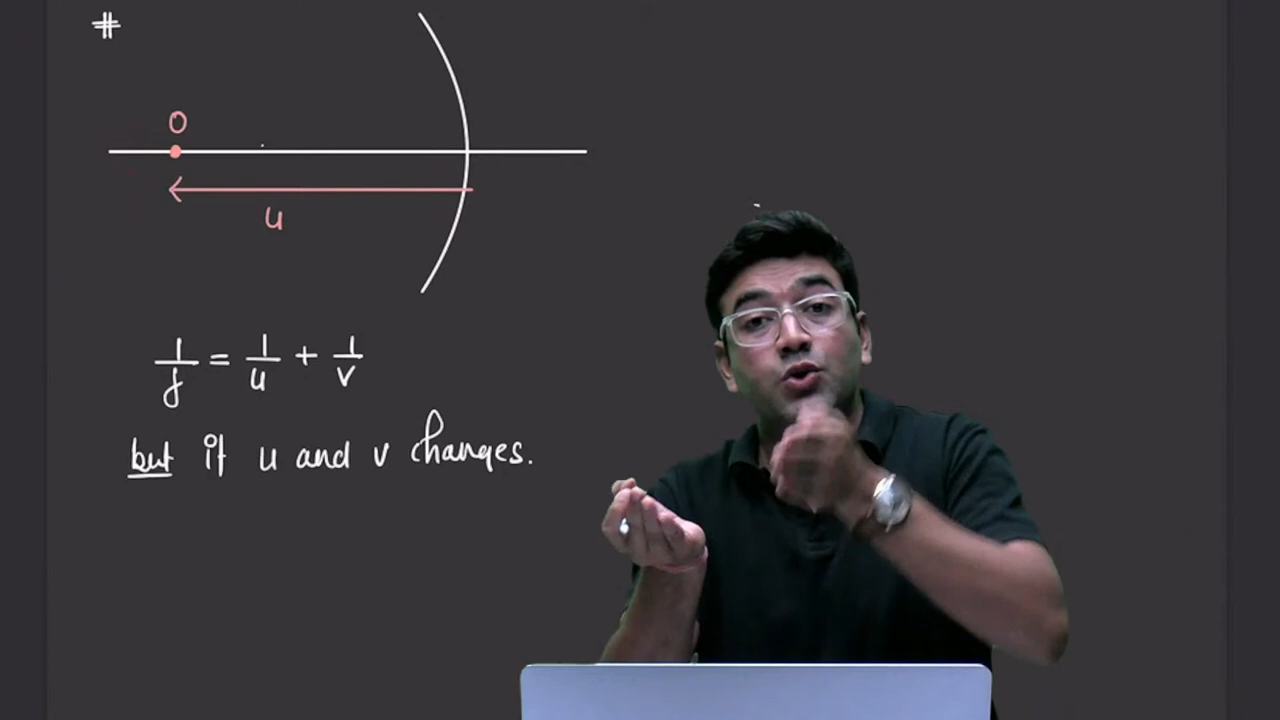 #
O
u
1/f = 1/u + 1/v
but if u and v changes.